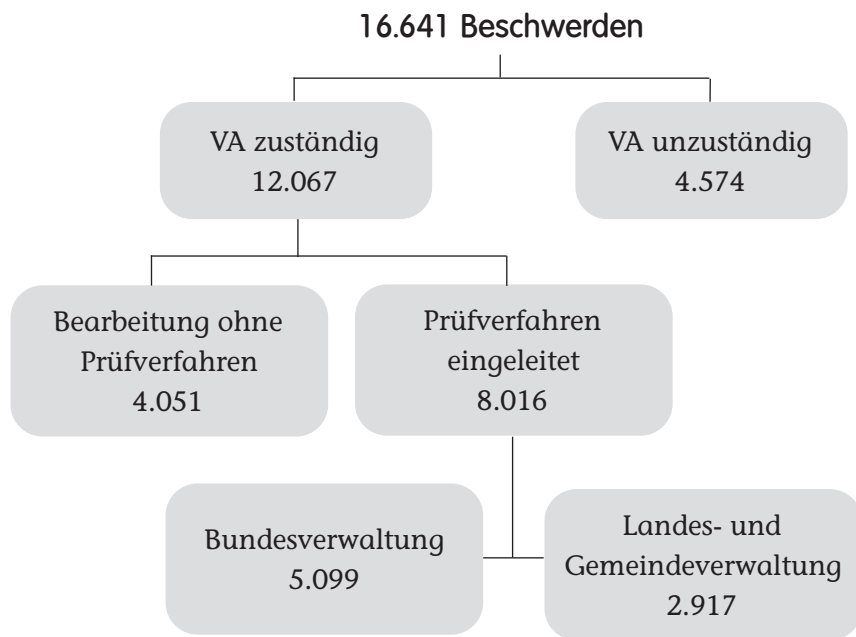 16.641 Beschwerden
VA zuständig
12.067
VA unzuständig
4.574
Bearbeitung ohne
Prüfverfahren
4.051
Prüfverfahren
eingeleitet
8.016
Bundesverwaltung
5.099
Landes- und
Gemeindeverwaltung
2.917